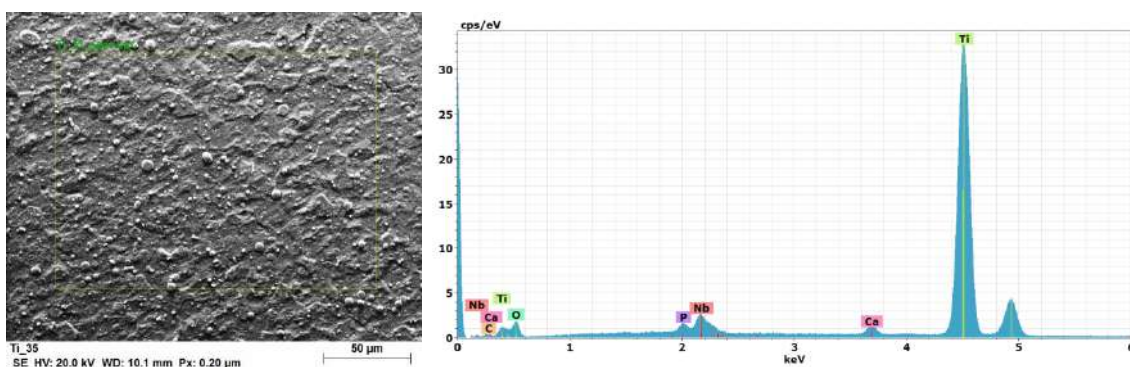 Ti_35
SE HV: 20.0 kV WD: 10.1 mm Px: 0.20 µm
50 µm
cps/eV
30
25
20
15
10
5
0
0 1 2 3 4 5 6
keV
Nb
Ca
C
Ti
O
P
Nb
Ca
Ti